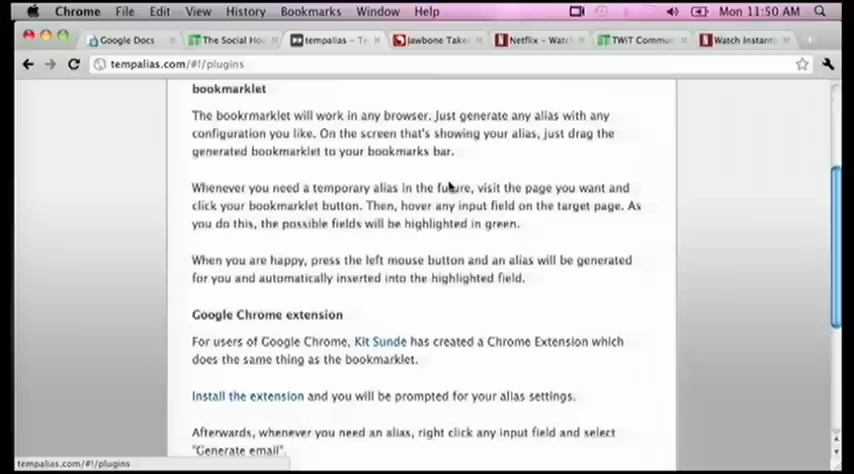 Chrome File Edit View History Bookmarks Window Help Mon 11:50 AM
Google Docs The Social Ho tempalias – Te Jawbone Take Netflix – Watc TWiT Commu Watch Instant
tempalias.com/#!/plugins
bookmarklet
The bookrmarklet will work in any browser. Just generate any alias with any
configuration you like. On the screen that's showing your alias, just drag the
generated bookmarklet to your bookmarks bar.
Whenever you need a temporary alias in the future, visit the page you want and
click your bookmarklet button. Then, hover any input field on the target page. As
you do this, the possible fields will be highlighted in green.
When you are happy, press the left mouse button and an alias will be generated
for you and automatically inserted into the highlighted field.
Google Chrome extension
For users of Google Chrome, Kit Sunde has created a Chrome Extension which
does the same thing as the bookmarklet.
Install the extension and you will be prompted for your alias settings.
Afterwards, whenever you need an alias, right click any input field and select
"Generate email".
tempalias.com/#!/plugins